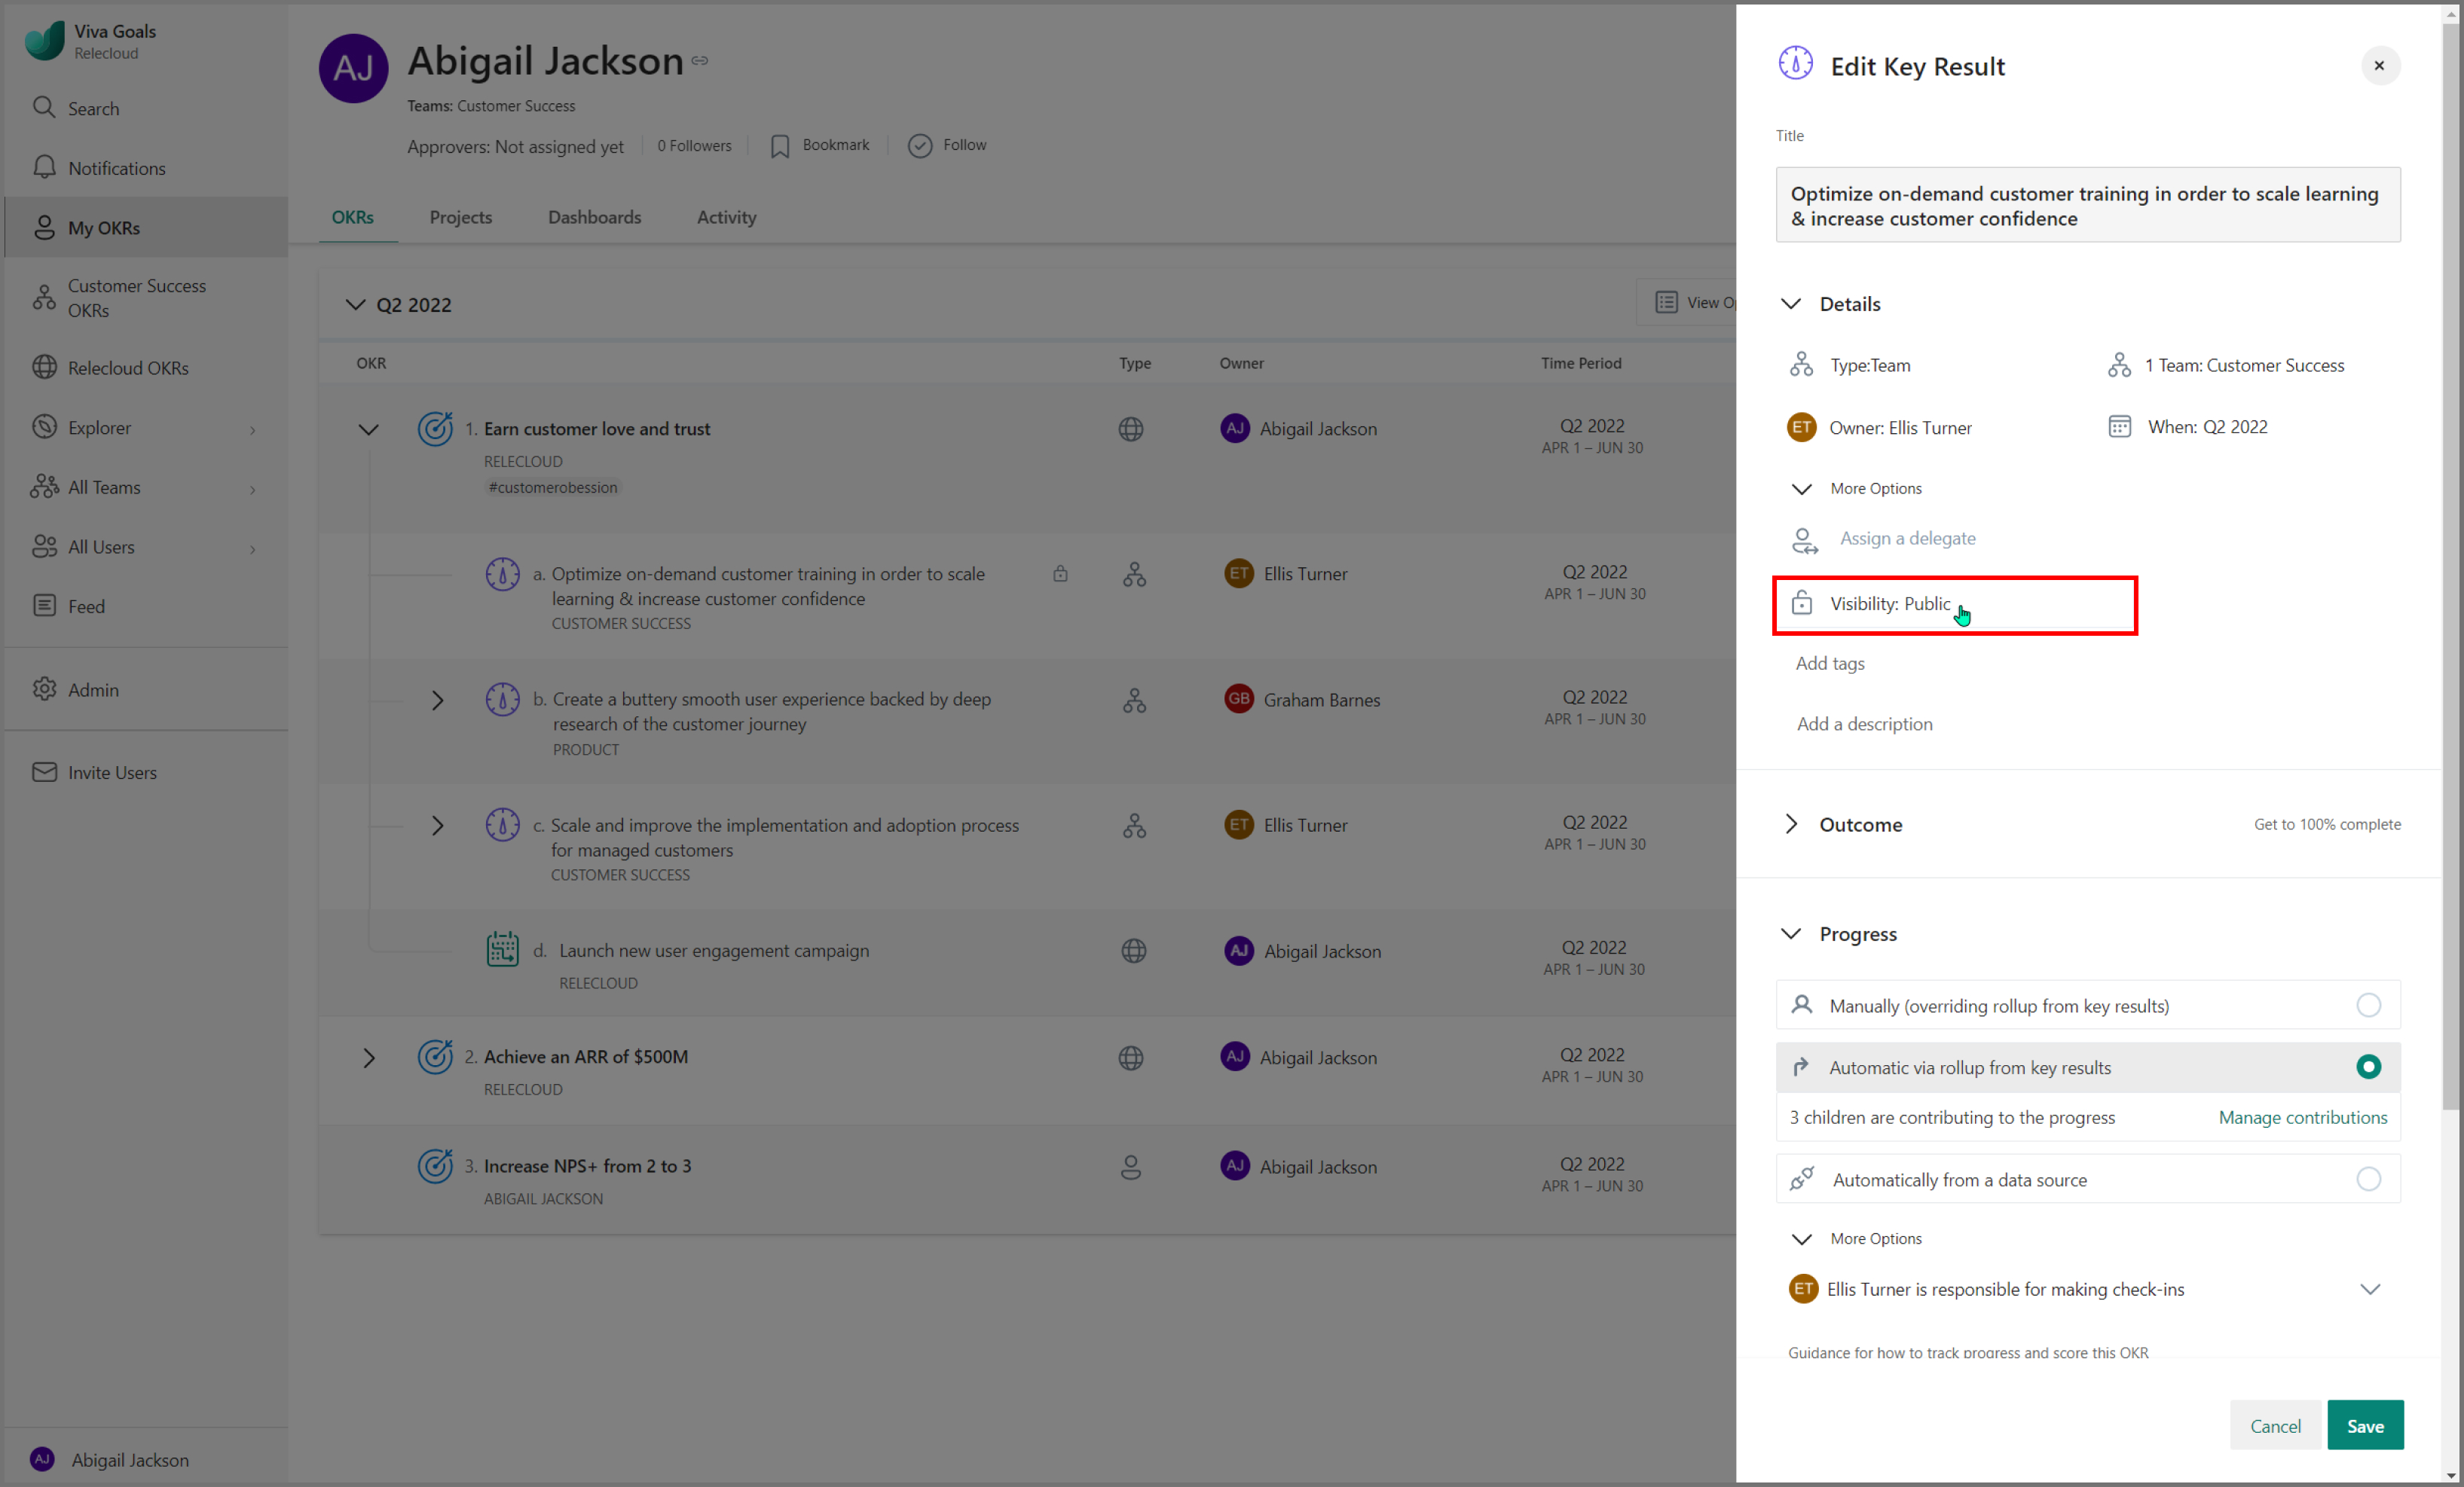 Viva Goals
Relecloud
Search
Notifications
My OKRs
Customer Success
OKRs
Relecloud OKRs
Explorer
All Teams
All Users
Feed
Admin
Invite Users
AJ Abigail Jackson
AJ
Abigail Jackson
Teams: Customer Success
Approvers: Not assigned yet
0 Followers
Bookmark
Follow
OKRs
Projects
Dashboards
Activity
Q2 2022
View O
OKR
Type
Owner
Time Period
1. Earn customer love and trust
RELECLOUD
#customerobession
AJ Abigail Jackson
Q2 2022
APR 1 – JUN 30
a. Optimize on-demand customer training in order to scale
learning & increase customer confidence
CUSTOMER SUCCESS
ET Ellis Turner
Q2 2022
APR 1 – JUN 30
b. Create a buttery smooth user experience backed by deep
research of the customer journey
PRODUCT
GB Graham Barnes
Q2 2022
APR 1 – JUN 30
c. Scale and improve the implementation and adoption process
for managed customers
CUSTOMER SUCCESS
ET Ellis Turner
Q2 2022
APR 1 – JUN 30
d. Launch new user engagement campaign
RELECLOUD
AJ Abigail Jackson
Q2 2022
APR 1 – JUN 30
2. Achieve an ARR of $500M
RELECLOUD
AJ Abigail Jackson
Q2 2022
APR 1 – JUN 30
3. Increase NPS+ from 2 to 3
ABIGAIL JACKSON
AJ Abigail Jackson
Q2 2022
APR 1 – JUN 30
Edit Key Result
Title
Optimize on-demand customer training in order to scale learning
& increase customer confidence
Details
Type:Team
1 Team: Customer Success
ET Owner: Ellis Turner
When: Q2 2022
More Options
Assign a delegate
Visibility: Public
Add tags
Add a description
Outcome
Get to 100% complete
Progress
Manually (overriding rollup from key results)
Automatic via rollup from key results
3 children are contributing to the progress
Manage contributions
Automatically from a data source
More Options
ET Ellis Turner is responsible for making check-ins
Guidance for how to track progress and score this OKR
Cancel
Save